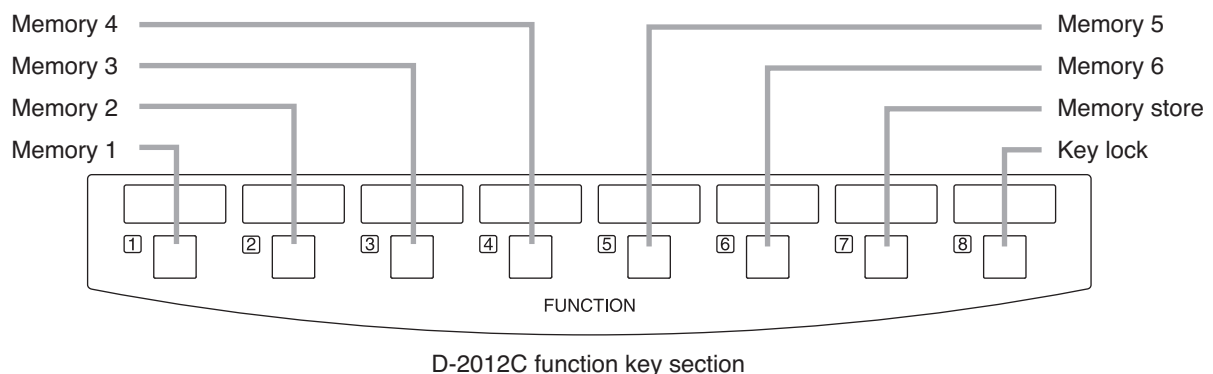 Memory 4
Memory 3
Memory 2
Memory 1
Memory 5
Memory 6
Memory store
Key lock
1 2 3 4 5 6 7 8
FUNCTION
D-2012C function key section